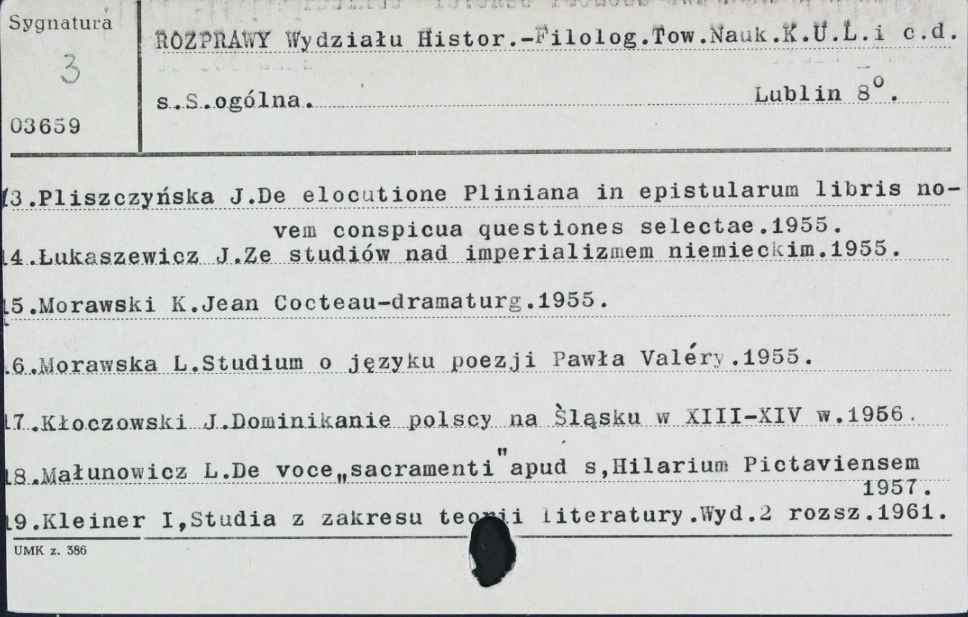 Sygnatura
3
03659
ROZPRAWY Wydziału Histor.-Filolog.Tow.Nauk.K.U.L.i c.d.
s.S.ogólna. Lublin 8⁰.
13.Pliszczyńska J.De elocutione Pliniana in epistularum libris no-
vem conspicua questiones selectae.1955.
14.Łukaszewicz J.Ze studiów nad imperializmem niemieckim.1955.
15.Morawski K.Jean Cocteau-dramaturg.1955.
16.Morawska L.Studium o języku poezji Pawła Valéry.1955.
17.Kłoczowski J.Dominikanie polscy na Śląsku w XIII-XIV w.1956.
18.Małunowicz L.De voce„sacramenti"apud s,Hilarium Pictaviensem
1957.
19.Kleiner I,Studia z zakresu teorii literatury.Wyd.2 rozsz.1961.
UMK z. 386